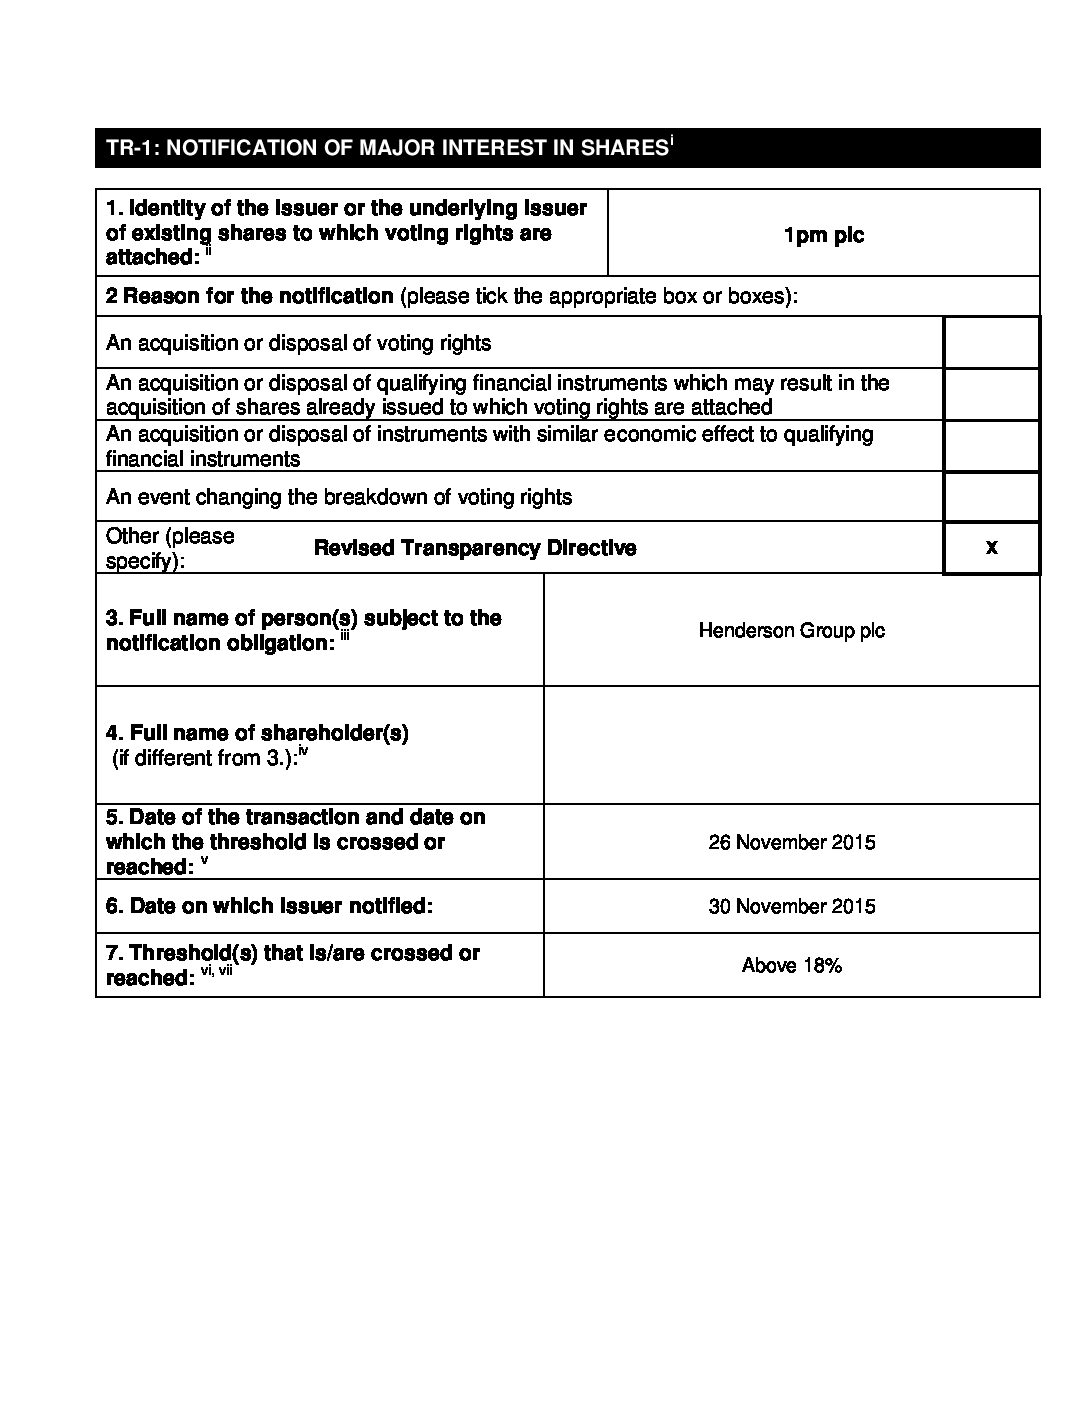 TR-1: NOTIFICATION OF MAJOR INTEREST IN SHARESi
1. Identity of the issuer or the underlying issuer
of existing shares to which voting rights are
attached: ii
1pm plc
2 Reason for the notification (please tick the appropriate box or boxes):
An acquisition or disposal of voting rights
An acquisition or disposal of qualifying financial instruments which may result in the
acquisition of shares already issued to which voting rights are attached
An acquisition or disposal of instruments with similar economic effect to qualifying
financial instruments
An event changing the breakdown of voting rights
Other (please
specify):
Revised Transparency Directive
x
3. Full name of person(s) subject to the
notification obligation: iii
Henderson Group plc
4. Full name of shareholder(s)
(if different from 3.):iv
5. Date of the transaction and date on
which the threshold is crossed or
reached: v
26 November 2015
6. Date on which issuer notified:
30 November 2015
7. Threshold(s) that is/are crossed or
reached: vi, vii
Above 18%